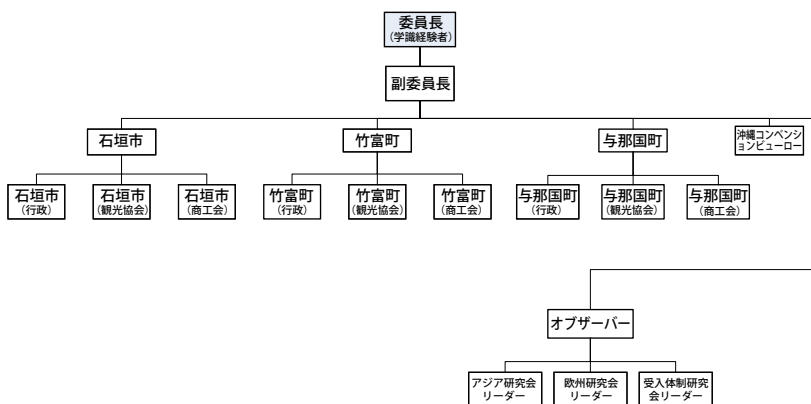 委員長
（学識経験者）
副委員長
石垣市
竹富町
与那国町
沖縄コンベンシ
ョンビューロー
石垣市
（行政）
石垣市
（観光協会）
石垣市
（商工会）
竹富町
（行政）
竹富町
（観光協会）
竹富町
（商工会）
与那国町
（行政）
与那国町
（観光協会）
与那国町
（商工会）
オブザーバー
アジア研究会
リーダー
欧州研究会
リーダー
受入体制研究
会リーダー